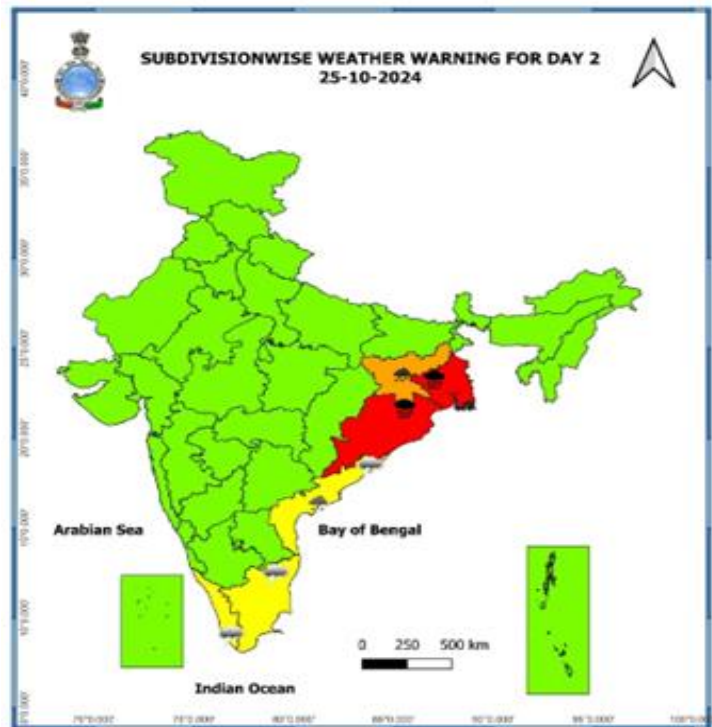 SUBDIVISIONWISE WEATHER WARNING FOR DAY 2
25-10-2024
Arabian Sea
Bay of Bengal
0 250 500 km
Indian Ocean